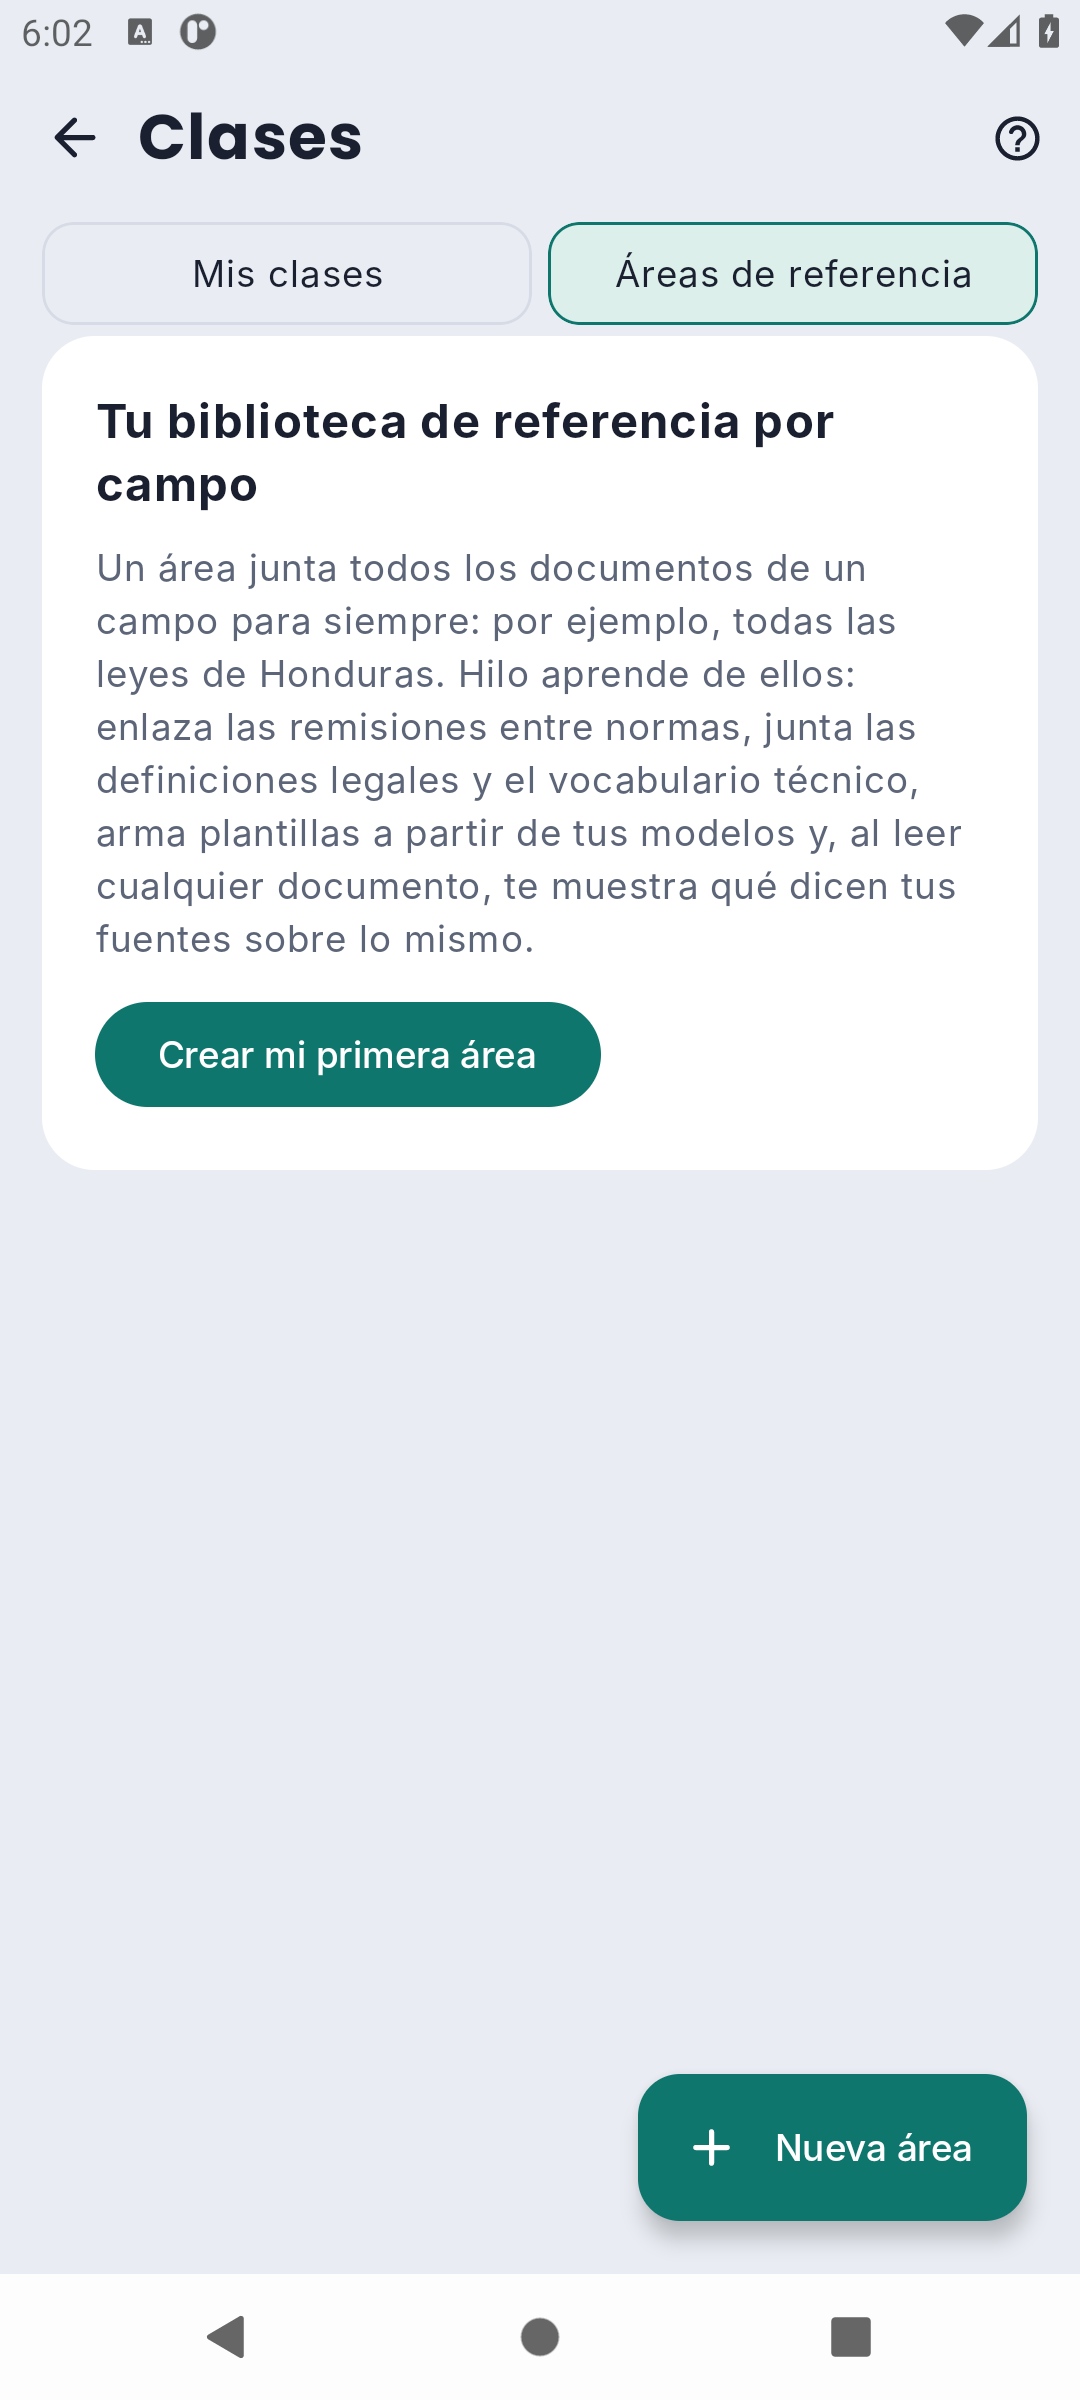 6:02
Clases
Mis clases
Áreas de referencia
Tu biblioteca de referencia por
campo
Un área junta todos los documentos de un
campo para siempre: por ejemplo, todas las
leyes de Honduras. Hilo aprende de ellos:
enlaza las remisiones entre normas, junta las
definiciones legales y el vocabulario técnico,
arma plantillas a partir de tus modelos y, al leer
cualquier documento, te muestra qué dicen tus
fuentes sobre lo mismo.
Crear mi primera área
Nueva área